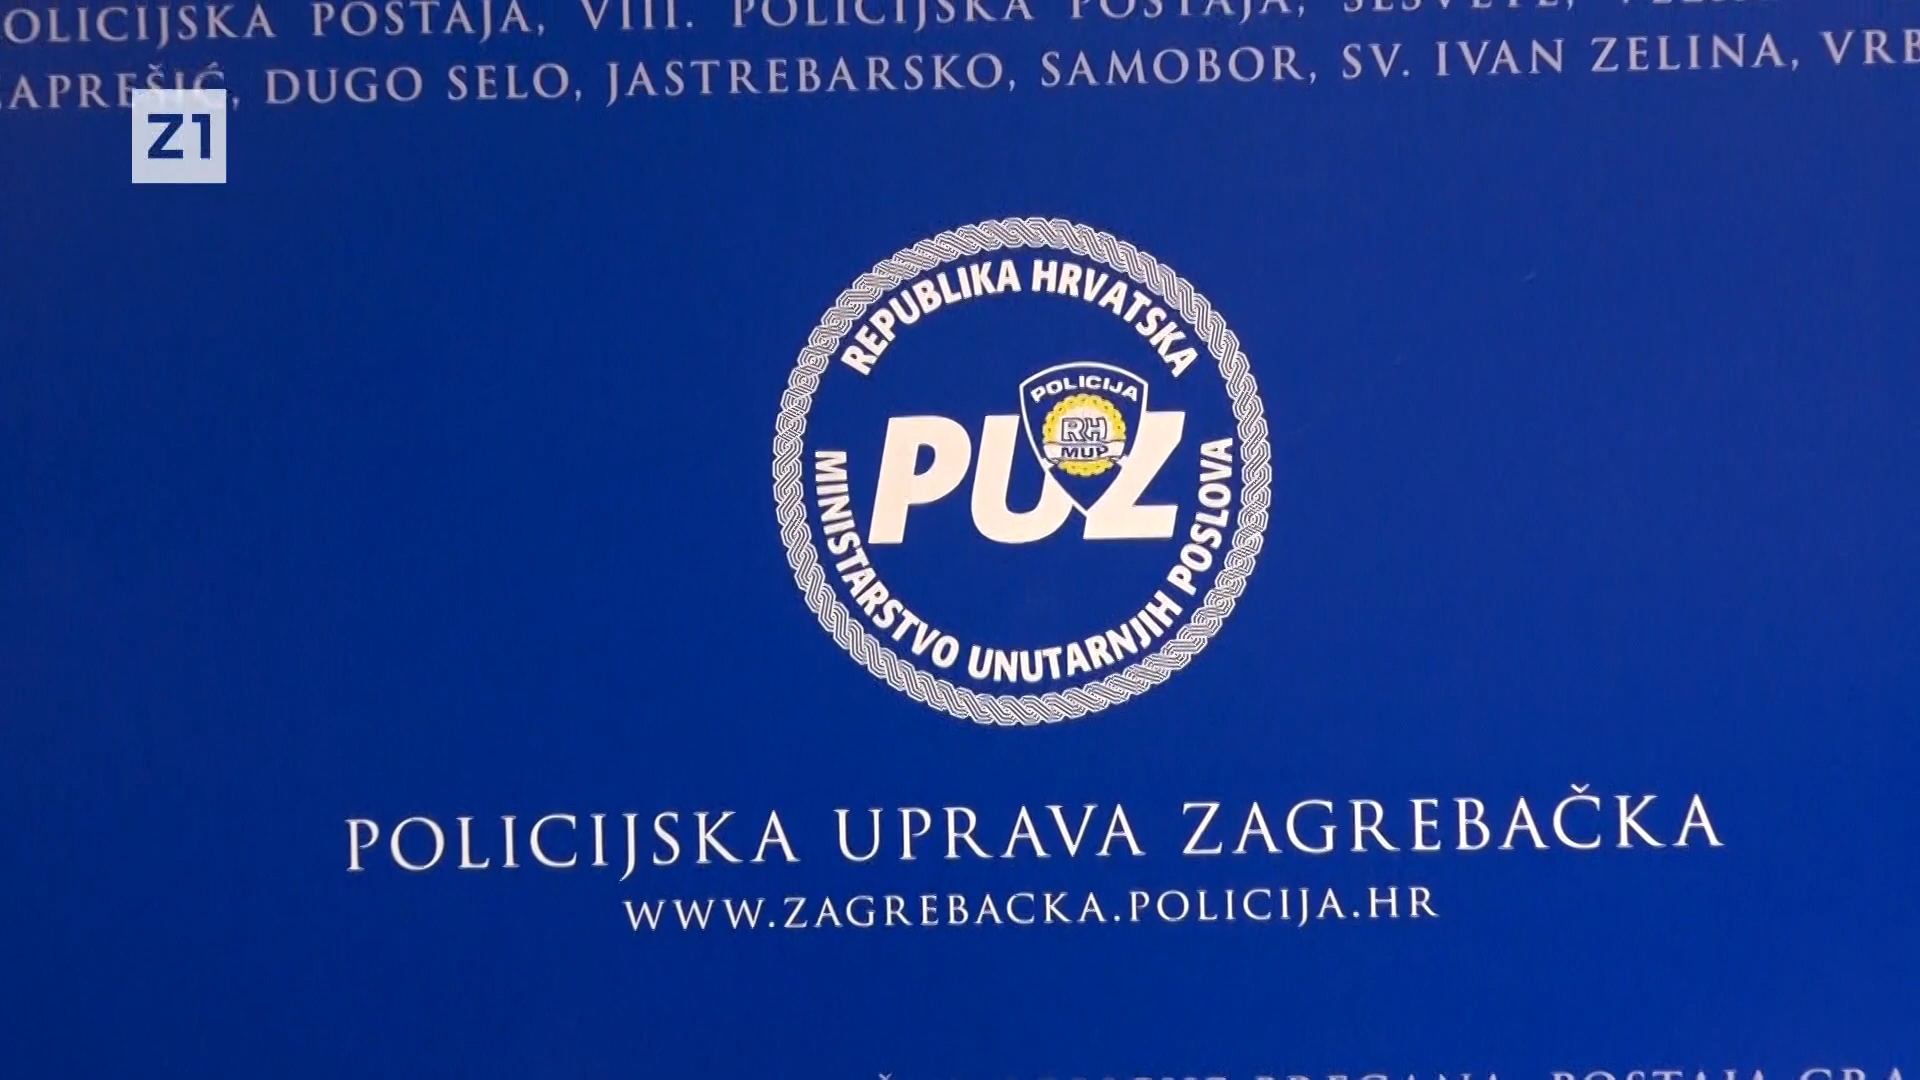 POSTAJA, VIII. POLICIJSKA POSTAJA, SESVETE,
DUGO SELO, JASTREBARSKO, SAMOBOR, SV. IVAN ZELINA,
Z1
REPUBLIKA HRVATSKA
POLICIJA
RH
MUP
PUZ
MINISTARSTVO UNUTARNJIH POSLOVA
POLICIJSKA UPRAVA ZAGREBAČKA
WWW.ZAGREBACKA.POLICIJA.HR